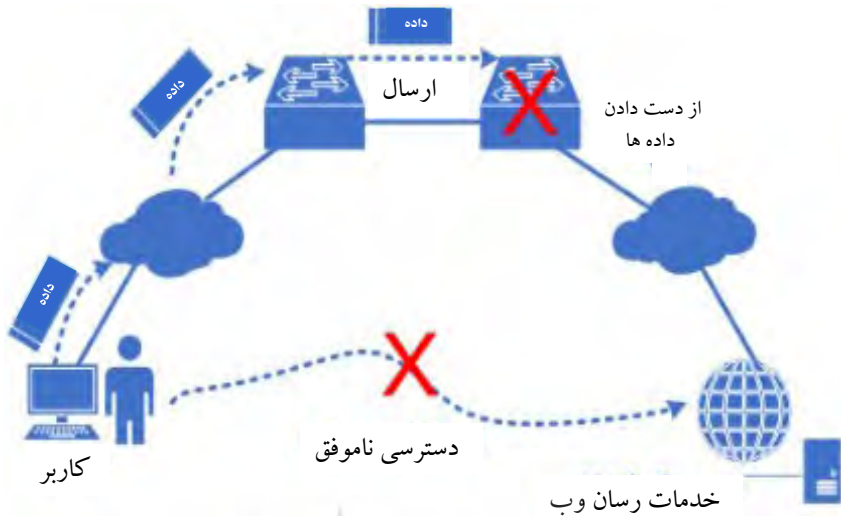 داده
داده
داده
ارسال
از دست دادن
داده ها
دسترسی ناموفق
کاربر
خدمات رسان وب